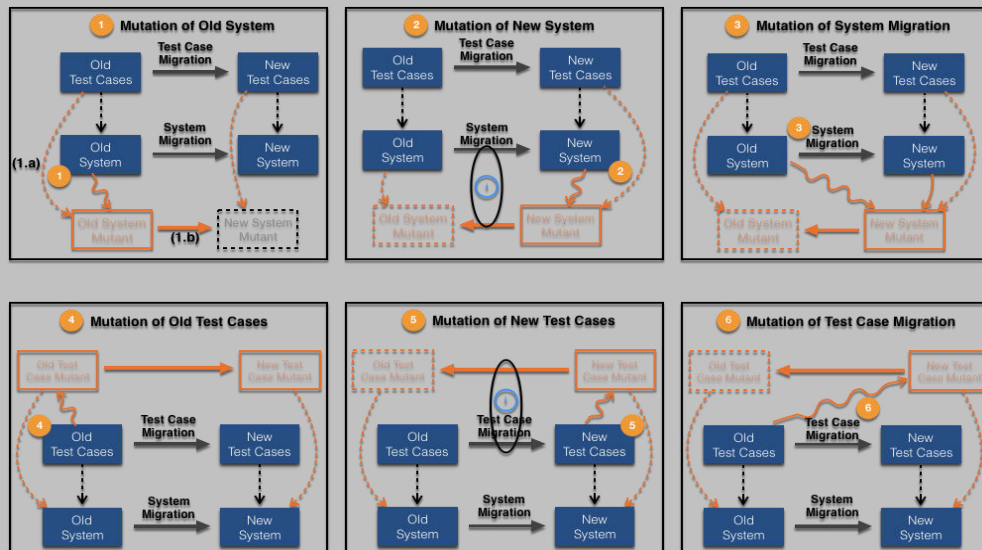 1 Mutation of Old System
Old
Test Cases
Test Case
Migration
New
Test Cases
(1.a)
Old
System
System
Migration
New
System
1
Old System
Mutant
(1.b)
New System
Mutant
2 Mutation of New System
Old
Test Cases
Test Case
Migration
New
Test Cases
Old
System
System
Migration
New
System
2
Old System
Mutant
New System
Mutant
3 Mutation of System Migration
Old
Test Cases
Test Case
Migration
New
Test Cases
3
Old
System
System
Migration
New
System
Old System
Mutant
New System
Mutant
4 Mutation of Old Test Cases
Old Test
Case Mutant
New Test
Case Mutant
4
Old
Test Cases
Test Case
Migration
New
Test Cases
Old
System
System
Migration
New
System
5 Mutation of New Test Cases
Old Test
Case Mutant
New Test
Case Mutant
Old
Test Cases
Test Case
Migration
New
Test Cases
5
Old
System
System
Migration
New
System
6 Mutation of Test Case Migration
Old Test
Case Mutant
New Test
Case Mutant
6
Old
Test Cases
Test Case
Migration
New
Test Cases
Old
System
System
Migration
New
System